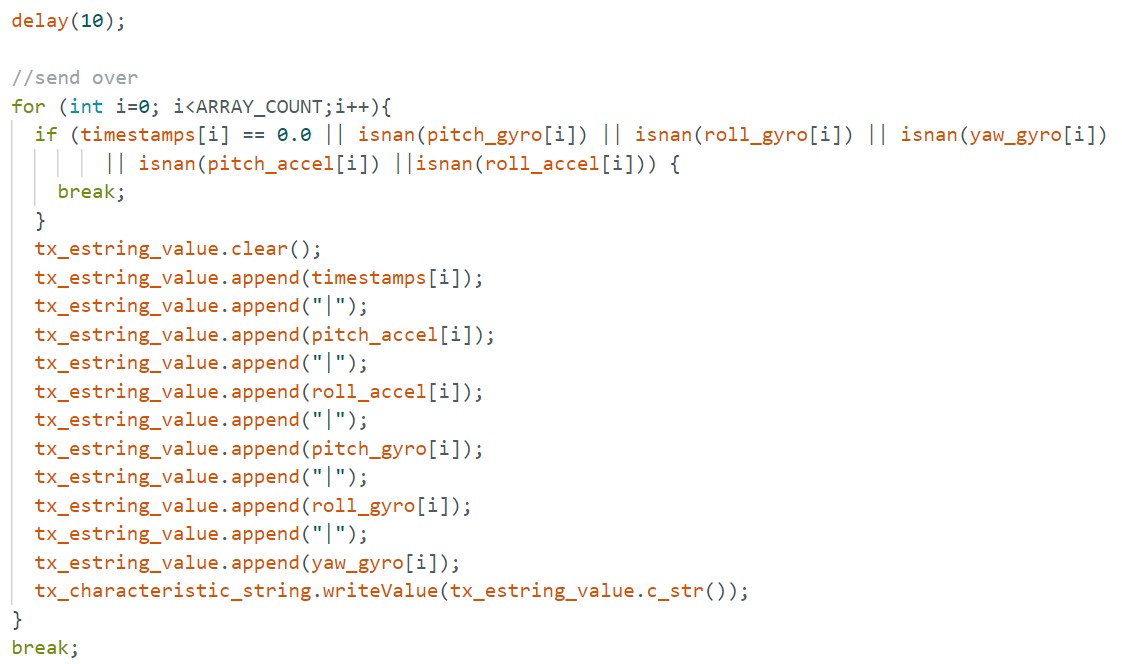 delay(10);
//send over
for (int i=0; i<ARRAY_COUNT;i++){
if (timestamps[i] == 0.0 || isnan(pitch_gyro[i]) || isnan(roll_gyro[i]) || isnan(yaw_gyro[i])
|| isnan(pitch_accel[i]) ||isnan(roll_accel[i])) {
break;
}
tx_estring_value.clear();
tx_estring_value.append(timestamps[i]);
tx_estring_value.append("|");
tx_estring_value.append(pitch_accel[i]);
tx_estring_value.append("|");
tx_estring_value.append(roll_accel[i]);
tx_estring_value.append("|");
tx_estring_value.append(pitch_gyro[i]);
tx_estring_value.append("|");
tx_estring_value.append(roll_gyro[i]);
tx_estring_value.append("|");
tx_estring_value.append(yaw_gyro[i]);
tx_characteristic_string.writeValue(tx_estring_value.c_str());
}
break;